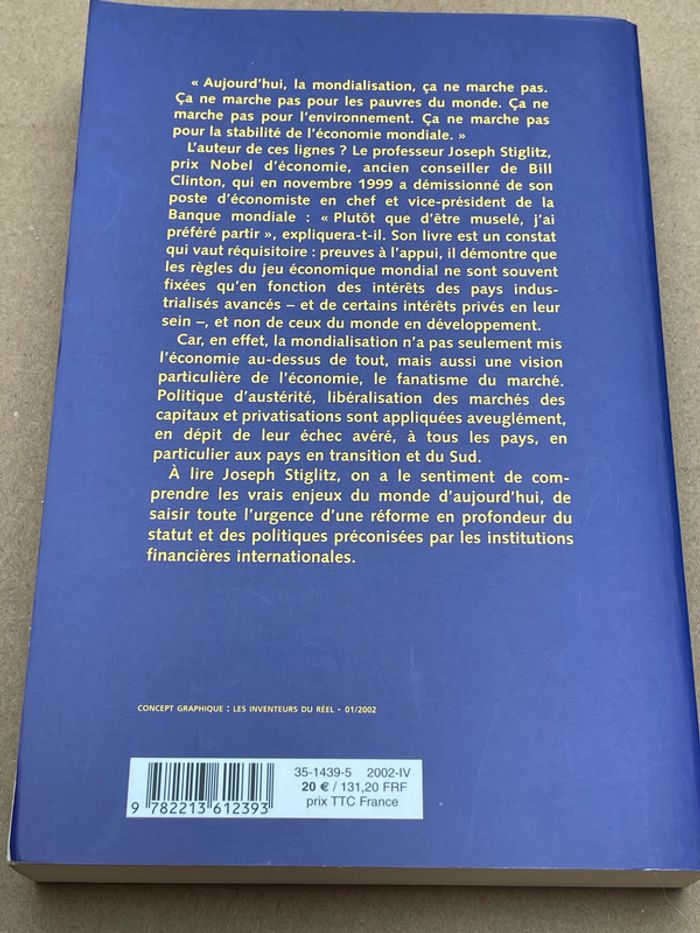 « Aujourd'hui, la mondialisation, ça ne marche pas.
Ça ne marche pas pour les pauvres du monde. Ça ne
marche pas pour l'environnement. Ça ne marche pas
pour la stabilité de l'économie mondiale. »
L'auteur de ces lignes ? Le professeur Joseph Stiglitz,
prix Nobel d'économie, ancien conseiller de Bill
Clinton, qui en novembre 1999 a démissionné de son
poste d'économiste en chef et vice-président de la
Banque mondiale : « Plutôt que d'être muselé, j'ai
préféré partir », expliquera-t-il. Son livre est un constat
qui vaut réquisitoire : preuves à l'appui, il démontre que
les règles du jeu économique mondial ne sont souvent
fixées qu'en fonction des intérêts des pays indus-
trialisés avancés – et de certains intérêts privés en leur
sein –, et non de ceux du monde en développement.
Car, en effet, la mondialisation n'a pas seulement mis
l'économie au-dessus de tout, mais aussi une vision
particulière de l'économie, le fanatisme du marché.
Politique d'austérité, libéralisation des marchés des
capitaux et privatisations sont appliquées aveuglément,
en dépit de leur échec avéré, à tous les pays, en
particulier aux pays en transition et du Sud.
À lire Joseph Stiglitz, on a le sentiment de com-
prendre les vrais enjeux du monde d'aujourd'hui, de
saisir toute l'urgence d'une réforme en profondeur du
statut et des politiques préconisées par les institutions
financières internationales.
CONCEPT GRAPHIQUE : LES INVENTEURS DU RÉEL - 01/2002
35-1439-5 2002-IV
20 € / 131,20 FRF
prix TTC France
9 782213 612393